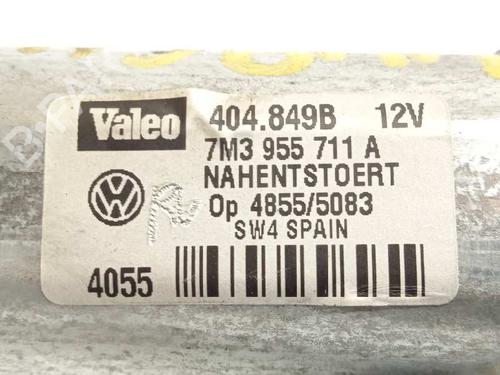 Valeo 404.849B 12V
7M3 955 711 A
NAHENTSTOERT
Op 4855/5083
SW4 SPAIN
4055